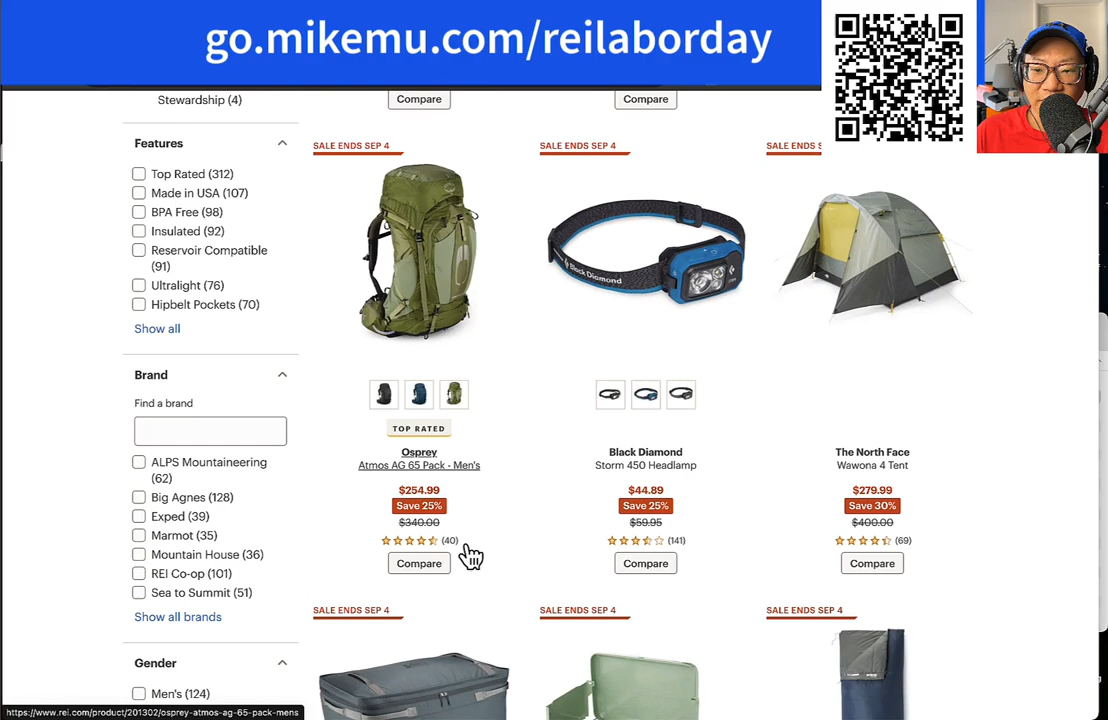 go.mikemu.com/reilaborday
Stewardship (4)
Compare
Compare
Features
Top Rated (312)
Made in USA (107)
BPA Free (98)
Insulated (92)
Reservoir Compatible
(91)
Ultralight (76)
Hipbelt Pockets (70)
Show all
Brand
Find a brand
ALPS Mountaineering
(62)
Big Agnes (128)
Exped (39)
Marmot (35)
Mountain House (36)
REI Co-op (101)
Sea to Summit (51)
Show all brands
Gender
Men's (124)
SALE ENDS SEP 4
TOP RATED
Osprey
Atmos AG 65 Pack - Men's
$254.99
Save 25%
$340.00
(40)
Compare
SALE ENDS SEP 4
Black Diamond
Black Diamond
Storm 450 Headlamp
$44.89
Save 25%
$59.95
(141)
Compare
SALE ENDS S
The North Face
Wawona 4 Tent
$279.99
Save 30%
$400.00
(69)
Compare
SALE ENDS SEP 4
SALE ENDS SEP 4
SALE ENDS SEP 4
https://www.rei.com/product/201302/osprey-atmos-ag-65-pack-mens